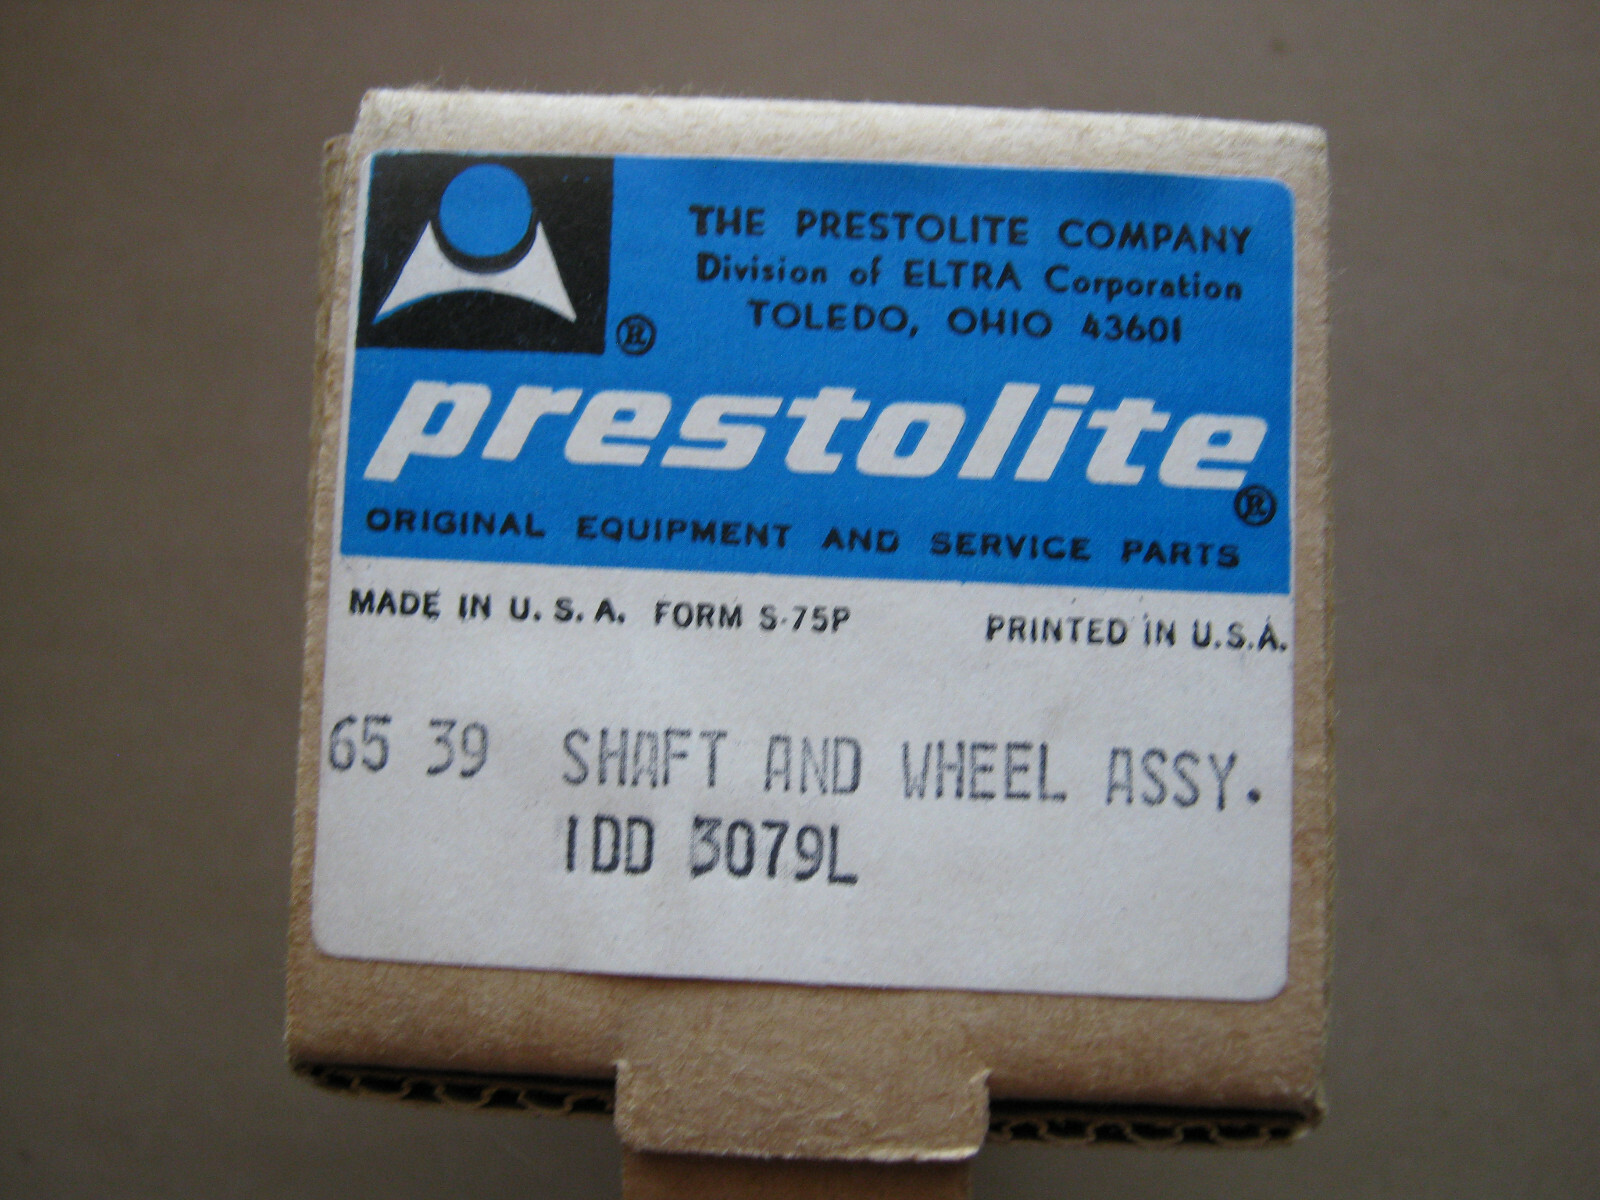 THE PRESTOLITE COMPANY
Division of ELTRA Corporation
TOLEDO, OHIO 43601
®
prestolite®
ORIGINAL EQUIPMENT AND SERVICE PARTS
MADE IN U. S. A. FORM S-75P PRINTED IN U.S.A.
65 39 SHAFT AND WHEEL ASSY.
IDD 3079L